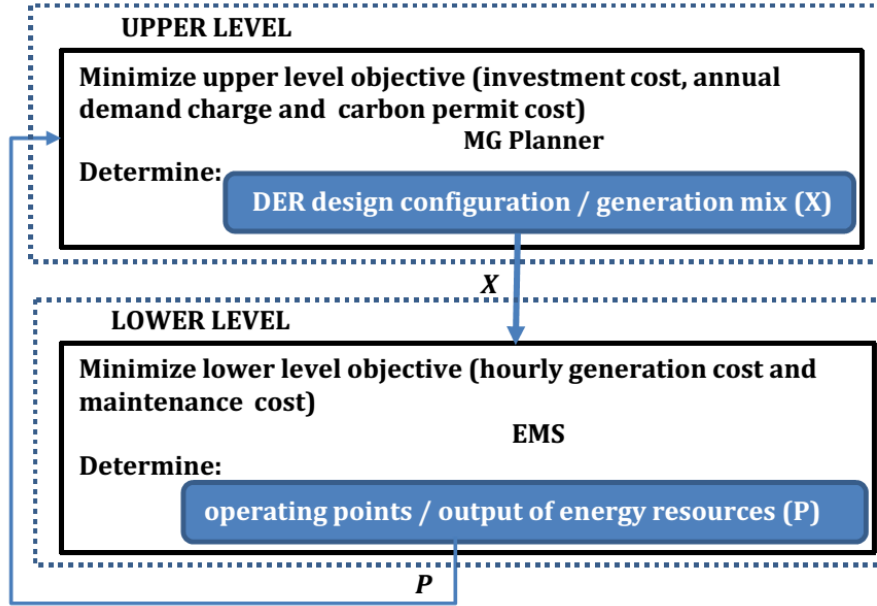 UPPER LEVEL
Minimize upper level objective (investment cost, annual
demand charge and carbon permit cost)
MG Planner
Determine:
DER design configuration / generation mix (X)
X
LOWER LEVEL
Minimize lower level objective (hourly generation cost and
maintenance cost)
EMS
Determine:
operating points / output of energy resources (P)
P